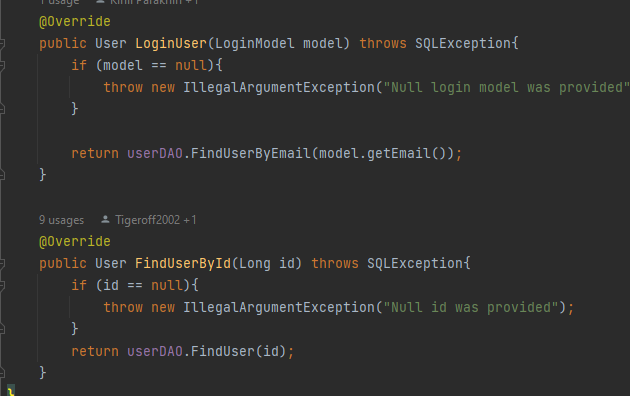 1 usage Kirill Parakhin +1
@Override
public User LoginUser(LoginModel model) throws SQLException{
if (model == null){
throw new IllegalArgumentException("Null login model was provided"
}
return userDAO.FindUserByEmail(model.getEmail());
}
9 usages Tigeroff2002 +1
@Override
public User FindUserById(Long id) throws SQLException{
if (id == null){
throw new IllegalArgumentException("Null id was provided");
}
return userDAO.FindUser(id);
}
}